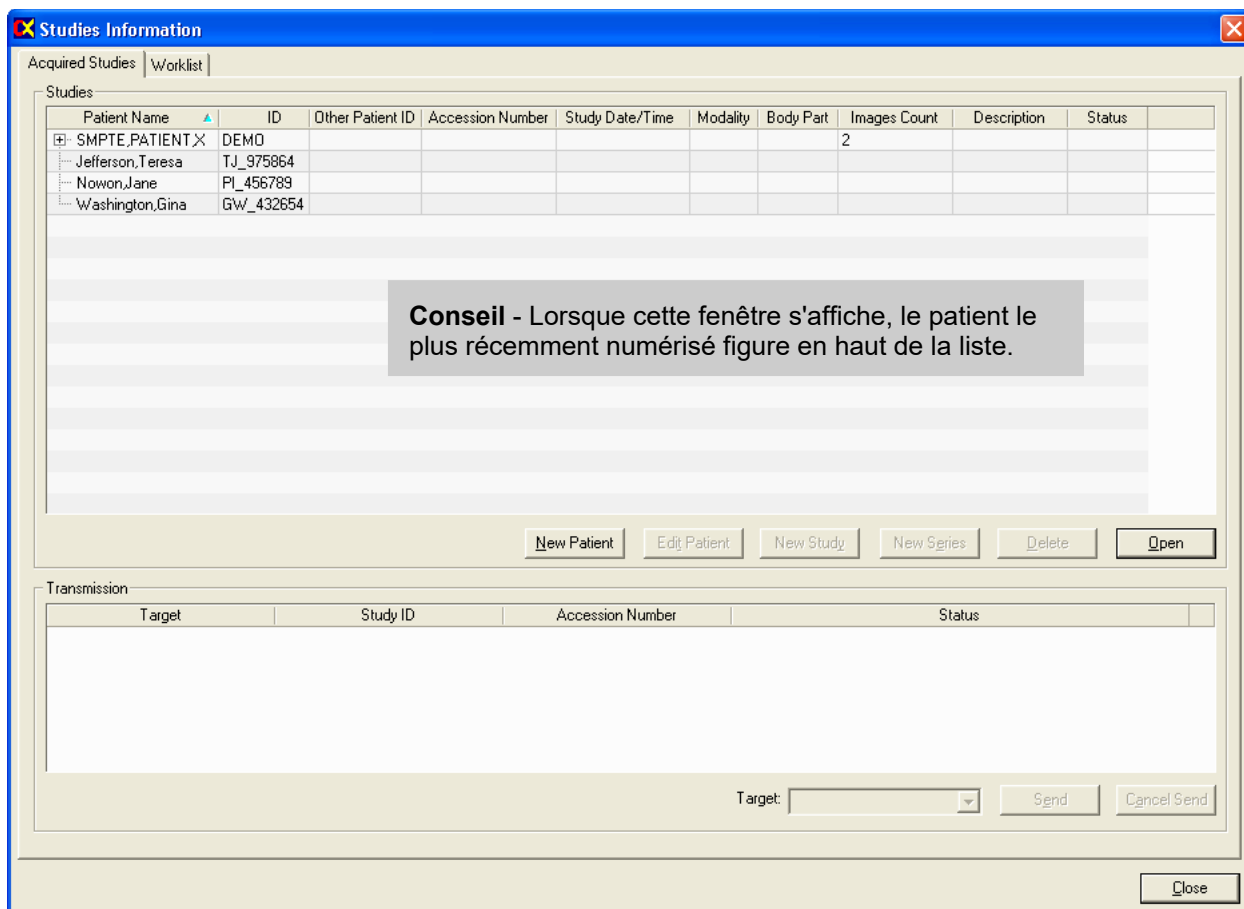 Studies Information
Acquired Studies Worklist
Studies
Patient Name ID Other Patient ID Accession Number Study Date/Time Modality Body Part Images Count Description Status
SMPTE,PATIENT,X DEMO 2
Jefferson,Teresa TJ_975864
Nowon,Jane PI_456789
Washington,Gina GW_432654
Conseil - Lorsque cette fenêtre s'affiche, le patient le
plus récemment numérisé figure en haut de la liste.
New Patient Edit Patient New Study New Series Delete Open
Transmission
Target Study ID Accession Number Status
Target: Send Cancel Send
Close